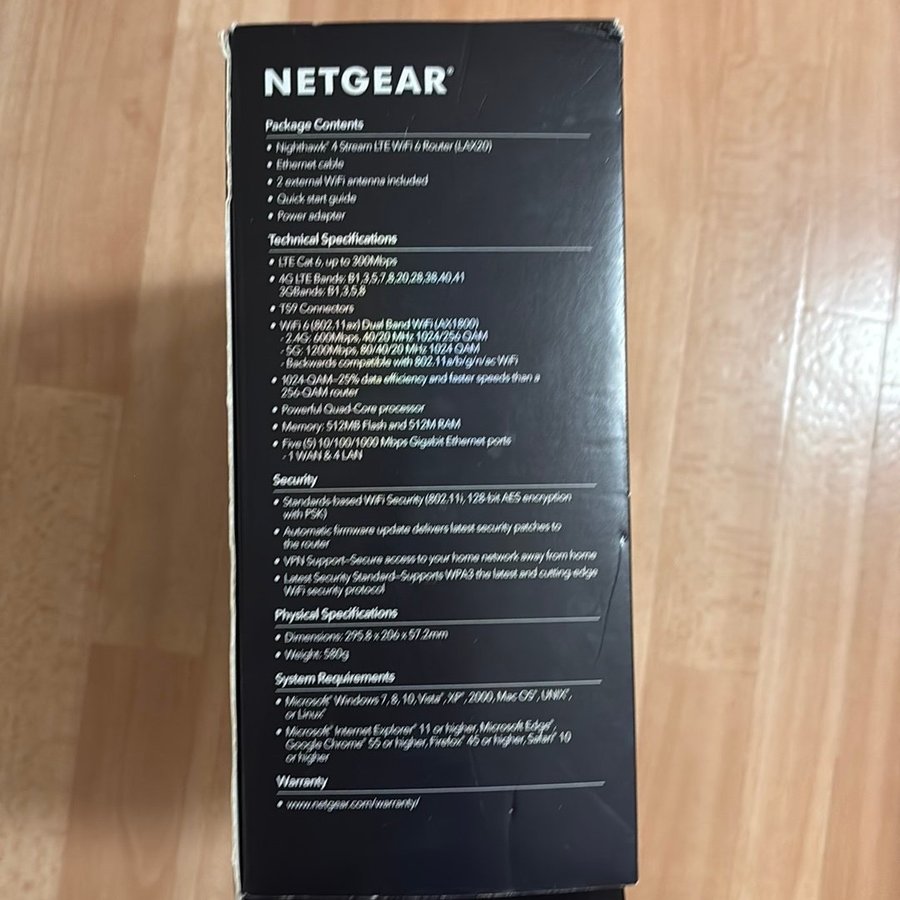 NETGEAR®
Package Contents
• Nighthawk® 4 Stream LTE WiFi 6 Router (LAX20)
• Ethernet cable
• 2 external WiFi antenna included
• Quick start guide
• Power adapter
Technical Specifications
• LTE Cat 6, up to 300Mbps
• 4G LTE Bands: B1,3,5,7,8,20,28,38,40,41
3GBands: B1,3,5,8
• TS9 Connectors
• WiFi 6 (802.11ax) Dual Band WiFi (AX1800)
- 2.4G: 600Mbps, 40/20 MHz 1024/256 QAM
- 5G: 1200Mbps, 80/40/20 MHz 1024 QAM
- Backwards compatible with 802.11a/b/g/n/ac WiFi
• 1024-QAM–25% data efficiency and faster speeds than a
256-QAM router
• Powerful Quad-Core processor
• Memory: 512MB Flash and 512M RAM
• Five (5) 10/100/1000 Mbps Gigabit Ethernet ports
- 1 WAN & 4 LAN
Security
• Standards-based WiFi Security (802.11i, 128-bit AES encryption
with PSK)
• Automatic firmware update delivers latest security patches to
the router
• VPN Support–Secure access to your home network away from home
• Latest Security Standard–Supports WPA3 the latest and cutting-edge
WiFi security protocol
Physical Specifications
• Dimensions: 295.8 x 206 x 57.2mm
• Weight: 580g
System Requirements
• Microsoft® Windows 7, 8, 10, Vista®, XP®, 2000, Mac OS®, UNIX®,
or Linux®
• Microsoft® Internet Explorer® 11 or higher, Microsoft Edge®,
Google Chrome® 55 or higher, Firefox® 45 or higher, Safari® 10
or higher
Warranty
• www.netgear.com/warranty/